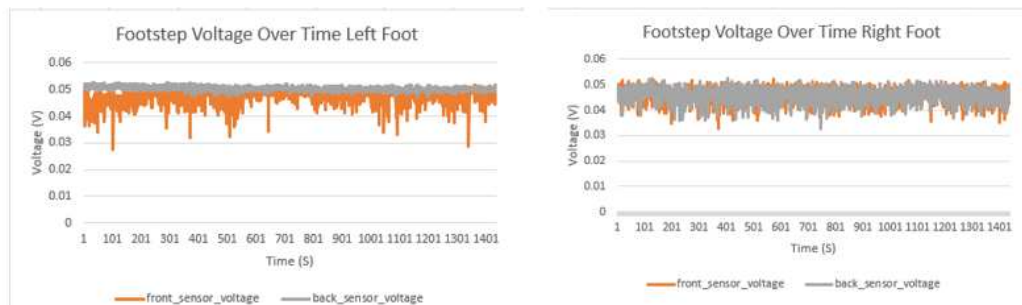 Footstep Voltage Over Time Left Foot
0.06
0.05
0.04
0.03
0.02
0.01
0
Voltage (V)
1 101 201 301 401 501 601 701 801 901 1001 1101 1201 1301 1401
Time (S)
front_sensor_voltage back_sensor_voltage
Footstep Voltage Over Time Right Foot
0.06
0.05
0.04
0.03
0.02
0.01
0
Voltage (V)
1 101 201 301 401 501 601 701 801 901 1001 1101 1201 1301 1401
Time (S)
front_sensor_voltage back_sensor_voltage